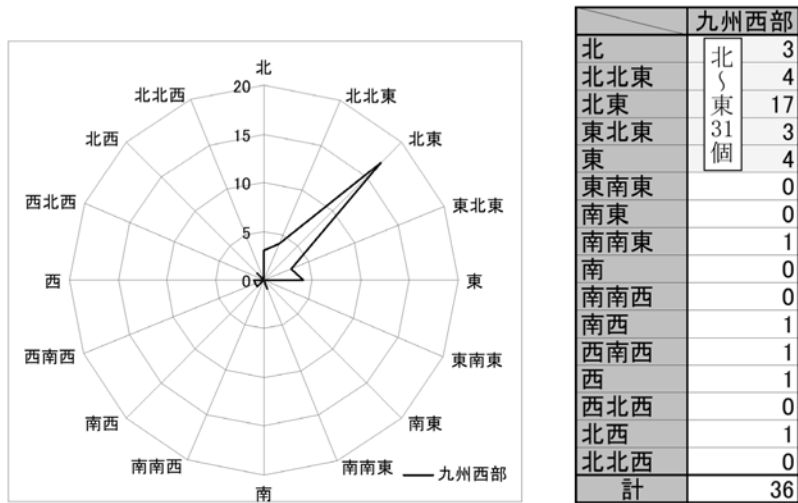 北
北北東
北東
東北東
東
東南東
南東
南南東
南
南南西
南西
西南西
西
西北西
北西
北北西
20
15
10
5
0
九州西部
九州西部
北 3
北北東 4
北東 17
東北東 3
東 4
東南東 0
南東 0
南南東 1
南 0
南南西 0
南西 1
西南西 1
西 1
西北西 0
北西 1
北北西 0
計 36
北～東31個